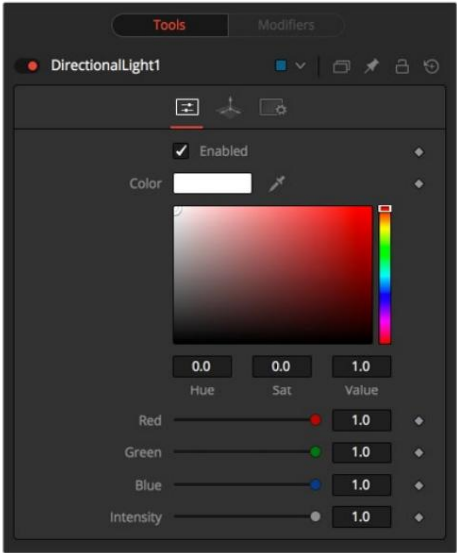 Tools Modifiers
DirectionalLight1
Enabled
Color
0.0 0.0 1.0
Hue Sat Value
Red 1.0
Green 1.0
Blue 1.0
Intensity 1.0